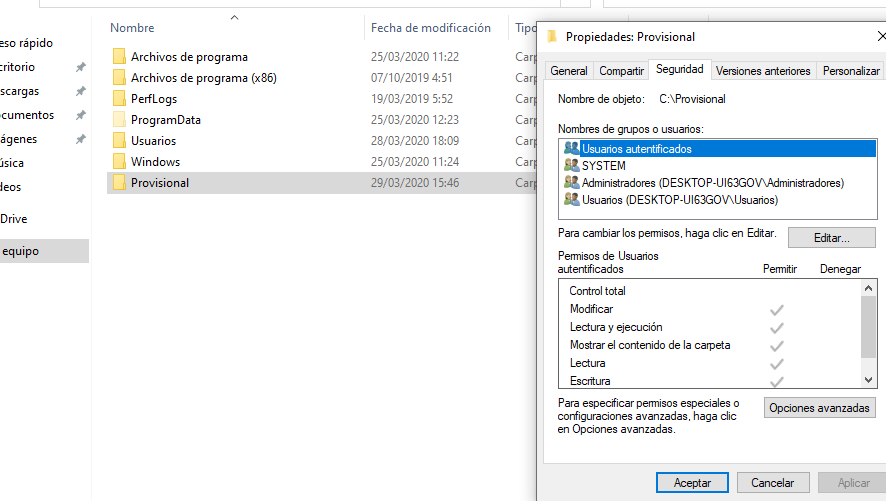 Nombre
Fecha de modificación
Tipo
eso rápido
critorio
scargas
ocumentos
ágenes
úsica
deos
Drive
equipo
Archivos de programa 25/03/2020 11:22 Carp
Archivos de programa (x86) 07/10/2019 4:51 Carp
PerfLogs 19/03/2019 5:52 Carp
ProgramData 25/03/2020 12:23 Carp
Usuarios 28/03/2020 18:09 Carp
Windows 25/03/2020 11:24 Carp
Provisional 29/03/2020 15:46 Carp
Propiedades: Provisional
General Compartir Seguridad Versiones anteriores Personalizar
Nombre de objeto: C:\Provisional
Nombres de grupos o usuarios:
Usuarios autentificados
SYSTEM
Administradores (DESKTOP-UI63GOV\Administradores)
Usuarios (DESKTOP-UI63GOV\Usuarios)
Para cambiar los permisos, haga clic en Editar.
Editar...
Permisos de Usuarios
autentificados
Permitir Denegar
Control total
Modificar
Lectura y ejecución
Mostrar el contenido de la carpeta
Lectura
Escritura
Para especificar permisos especiales o
configuraciones avanzadas, haga clic
en Opciones avanzadas.
Opciones avanzadas
Aceptar Cancelar Aplicar